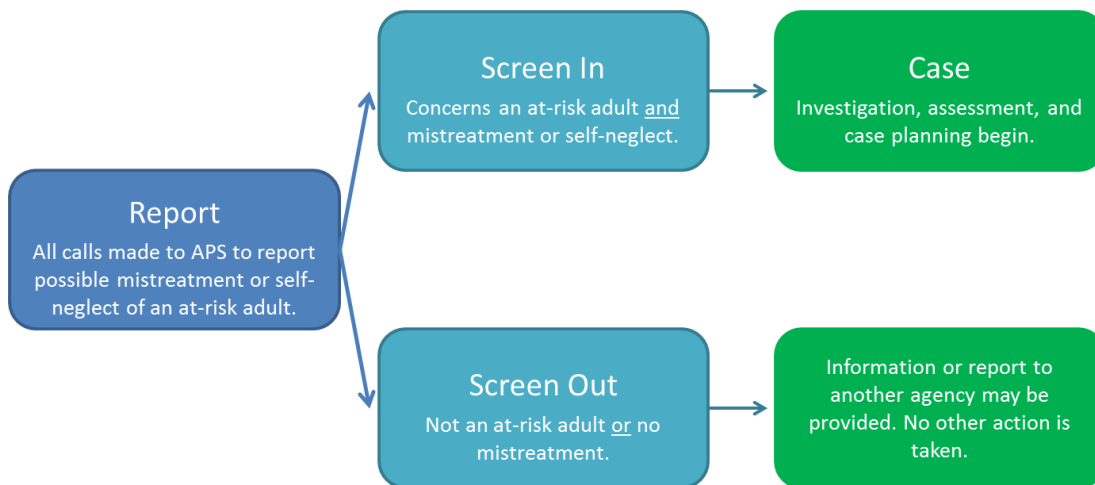 Report
All calls made to APS to report
possible mistreatment or self-
neglect of an at-risk adult.
Screen In
Concerns an at-risk adult and
mistreatment or self-neglect.
Case
Investigation, assessment, and
case planning begin.
Screen Out
Not an at-risk adult or no
mistreatment.
Information or report to
another agency may be
provided. No other action is
taken.